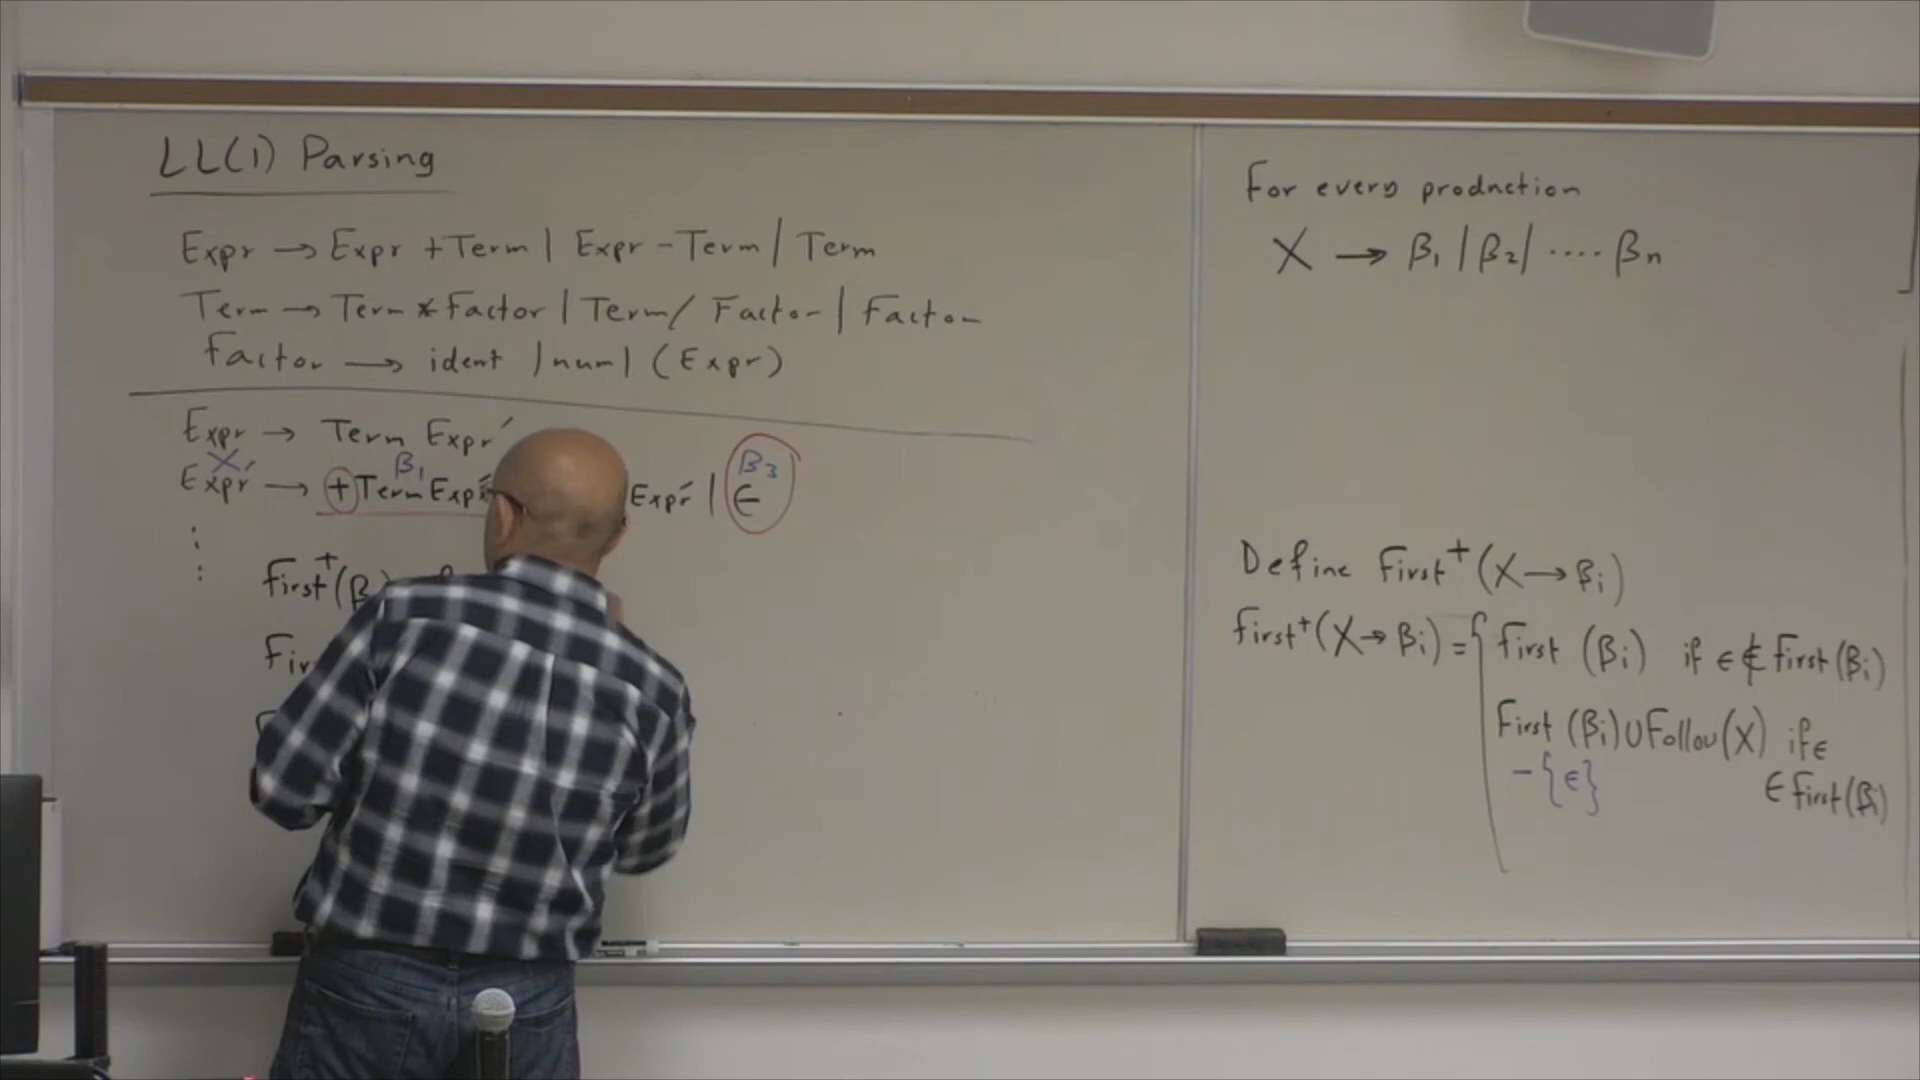 LL(1) Parsing
Expr → Expr + Term | Expr - Term | Term
Term → Term * Factor | Term / Factor | Factor
Factor → ident | num | (Expr)
Expr → Term Expr′
X β₁ β₃
Expr′ → + Term Expr′ Expr′ | ϵ
⋮
First⁺(β
For every production
X → β₁ | β₂ | .... βn
Define First⁺(X → βi)
First⁺(X → βi) = { First (βi) if ϵ ∉ First(βi)
First (βi) ∪ Follow(X) if ϵ
- {ϵ} ∈ First(βi)